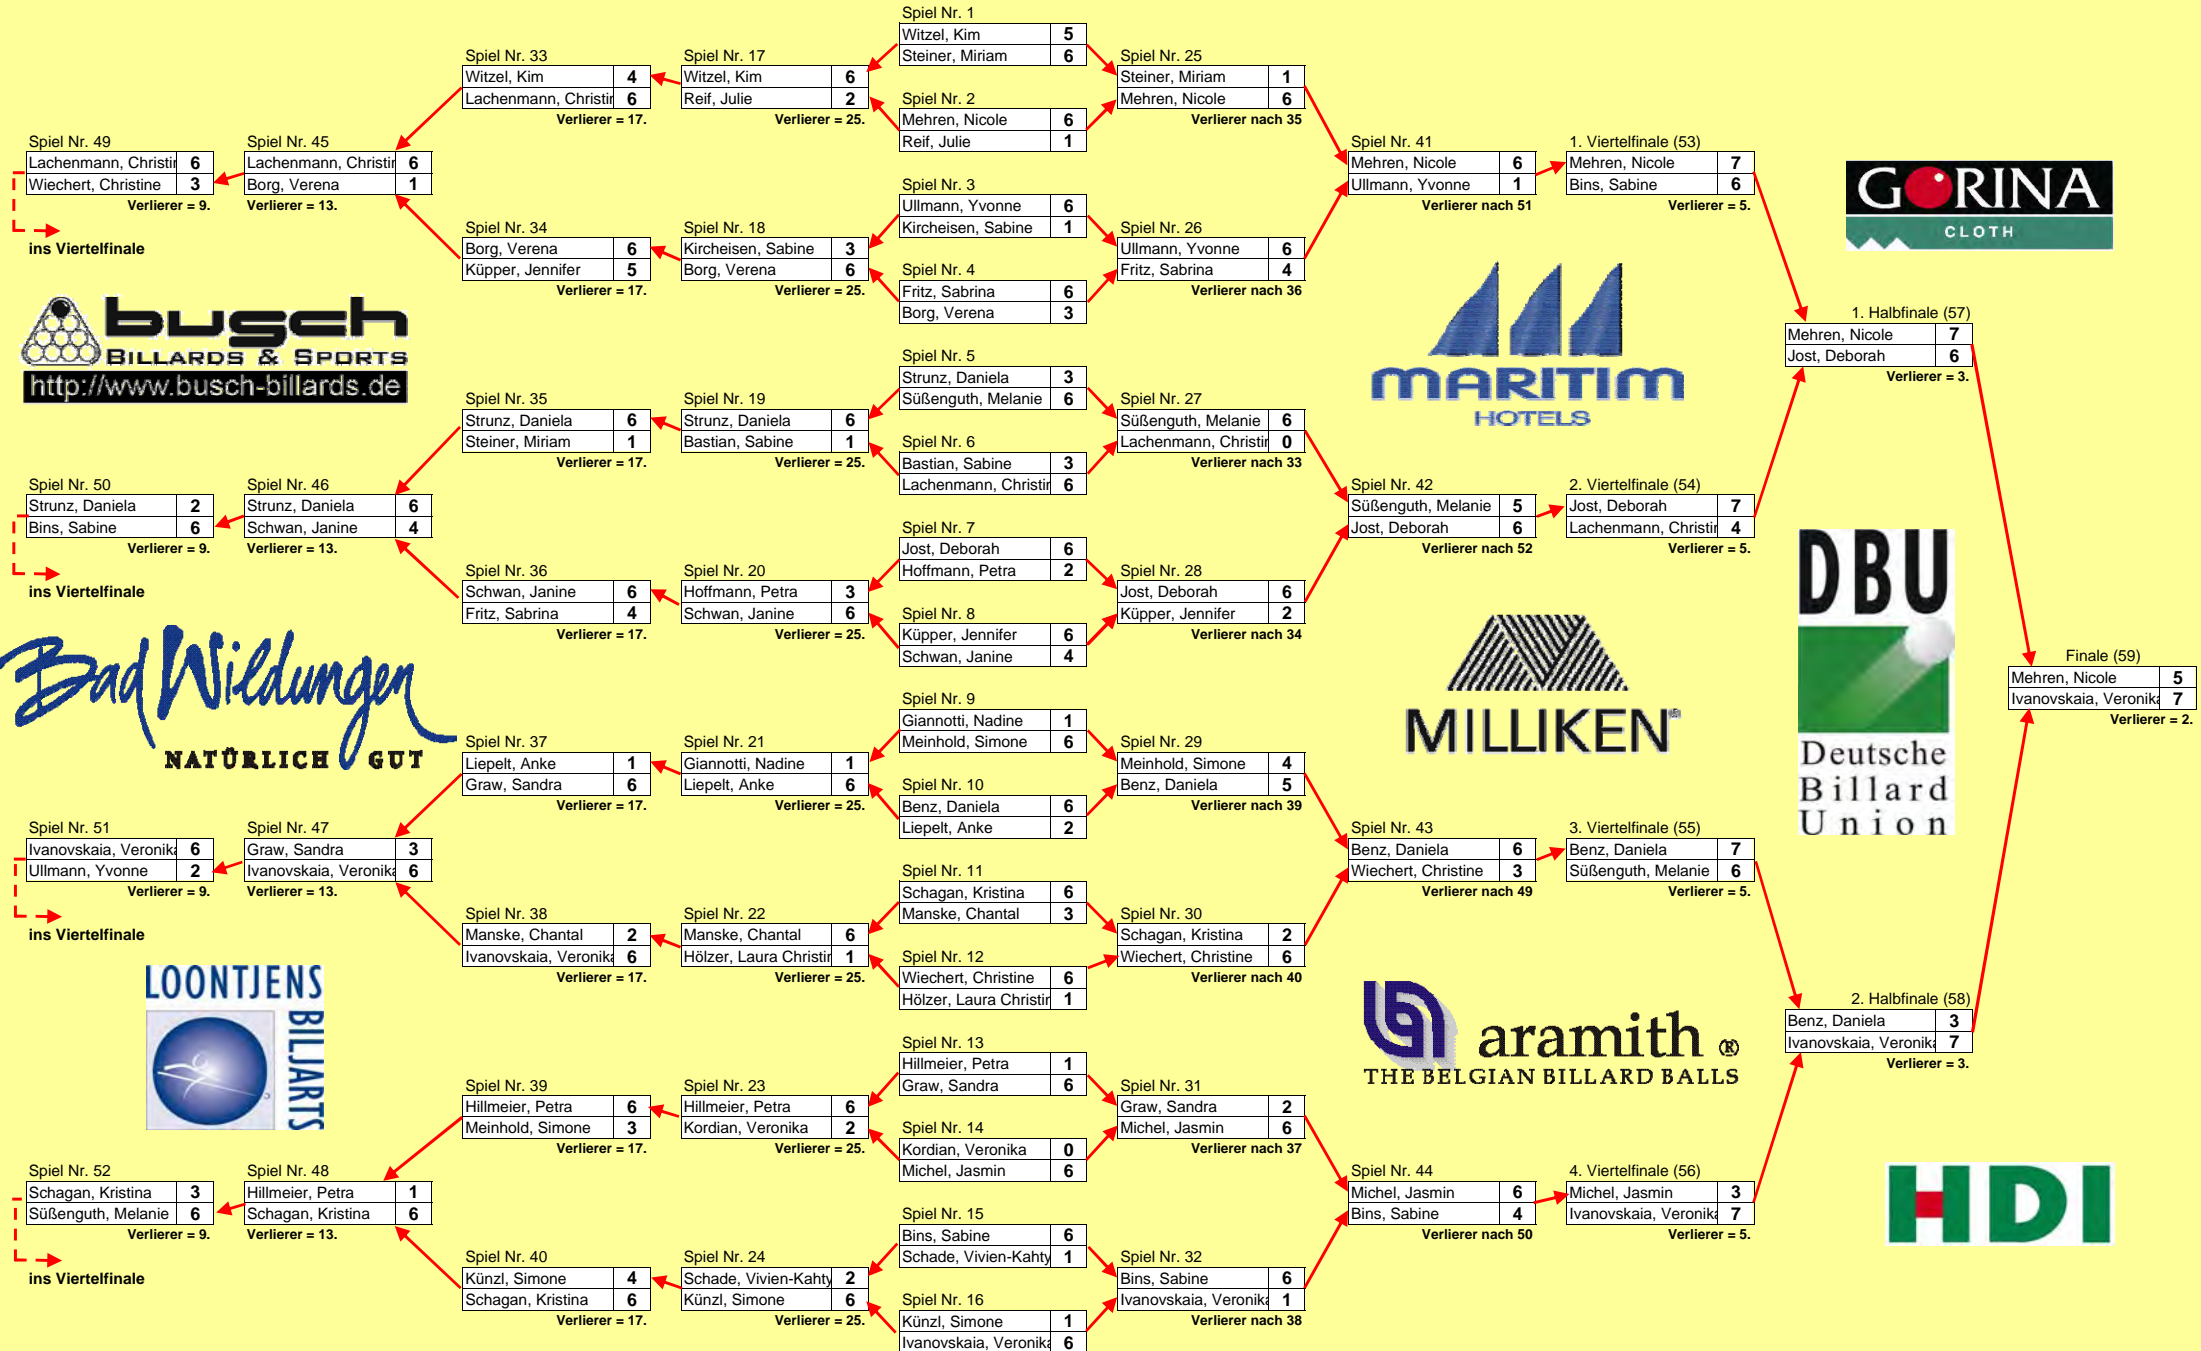 Spiel Nr. 49
Lachenmann, Christin 6
Wiechert, Christine 3
Verlierer = 9.
ins Viertelfinale
busch
BILLARDS & SPORTS
http://www.busch-billards.de
Spiel Nr. 50
Strunz, Daniela 2
Bins, Sabine 6
Verlierer = 9.
ins Viertelfinale
Bad Wildungen
NATÜRLICH GUT
Spiel Nr. 51
Ivanovskaia, Veronika 6
Ullmann, Yvonne 2
Verlierer = 9.
ins Viertelfinale
LOONTJENS
BILJARTS
Spiel Nr. 52
Schagan, Kristina 3
Süßenguth, Melanie 6
Verlierer = 9.
ins Viertelfinale
Spiel Nr. 45
Lachenmann, Christin 6
Borg, Verena 1
Verlierer = 13.
Spiel Nr. 46
Strunz, Daniela 6
Schwan, Janine 4
Verlierer = 13.
Spiel Nr. 47
Graw, Sandra 3
Ivanovskaia, Veronika 6
Verlierer = 13.
Spiel Nr. 48
Hillmeier, Petra 1
Schagan, Kristina 6
Verlierer = 13.
Spiel Nr. 33
Witzel, Kim 4
Lachenmann, Christin 6
Verlierer = 17.
Spiel Nr. 34
Borg, Verena 6
Küpper, Jennifer 5
Verlierer = 17.
Spiel Nr. 35
Strunz, Daniela 6
Steiner, Miriam 1
Verlierer = 17.
Spiel Nr. 36
Schwan, Janine 6
Fritz, Sabrina 4
Verlierer = 17.
Spiel Nr. 37
Liepelt, Anke 1
Graw, Sandra 6
Verlierer = 17.
Spiel Nr. 38
Manske, Chantal 2
Ivanovskaia, Veronika 6
Verlierer = 17.
Spiel Nr. 39
Hillmeier, Petra 6
Meinhold, Simone 3
Verlierer = 17.
Spiel Nr. 40
Künzl, Simone 4
Schagan, Kristina 6
Verlierer = 17.
Spiel Nr. 17
Witzel, Kim 6
Reif, Julie 2
Verlierer = 25.
Spiel Nr. 18
Kircheisen, Sabine 3
Borg, Verena 6
Verlierer = 25.
Spiel Nr. 19
Strunz, Daniela 6
Bastian, Sabine 1
Verlierer = 25.
Spiel Nr. 20
Hoffmann, Petra 3
Schwan, Janine 6
Verlierer = 25.
Spiel Nr. 21
Giannotti, Nadine 1
Liepelt, Anke 6
Verlierer = 25.
Spiel Nr. 22
Manske, Chantal 6
Hölzer, Laura Christin 1
Verlierer = 25.
Spiel Nr. 23
Hillmeier, Petra 6
Kordian, Veronika 2
Verlierer = 25.
Spiel Nr. 24
Schade, Vivien-Kahty 2
Künzl, Simone 6
Verlierer = 25.
Spiel Nr. 1
Witzel, Kim 5
Steiner, Miriam 6
Spiel Nr. 2
Mehren, Nicole 6
Reif, Julie 1
Spiel Nr. 3
Ullmann, Yvonne 6
Kircheisen, Sabine 1
Spiel Nr. 4
Fritz, Sabrina 6
Borg, Verena 3
Spiel Nr. 5
Strunz, Daniela 3
Süßenguth, Melanie 6
Spiel Nr. 6
Bastian, Sabine 3
Lachenmann, Christin 6
Spiel Nr. 7
Jost, Deborah 6
Hoffmann, Petra 2
Spiel Nr. 8
Küpper, Jennifer 6
Schwan, Janine 4
Spiel Nr. 9
Giannotti, Nadine 1
Meinhold, Simone 6
Spiel Nr. 10
Benz, Daniela 6
Liepelt, Anke 2
Spiel Nr. 11
Schagan, Kristina 6
Manske, Chantal 3
Spiel Nr. 12
Wiechert, Christine 6
Hölzer, Laura Christin 1
Spiel Nr. 13
Hillmeier, Petra 1
Graw, Sandra 6
Spiel Nr. 14
Kordian, Veronika 0
Michel, Jasmin 6
Spiel Nr. 15
Bins, Sabine 6
Schade, Vivien-Kahty 1
Spiel Nr. 16
Künzl, Simone 1
Ivanovskaia, Veronika 6
Spiel Nr. 25
Steiner, Miriam 1
Mehren, Nicole 6
Verlierer nach 35
Spiel Nr. 26
Ullmann, Yvonne 6
Fritz, Sabrina 4
Verlierer nach 36
Spiel Nr. 27
Süßenguth, Melanie 6
Lachenmann, Christin 0
Verlierer nach 33
Spiel Nr. 28
Jost, Deborah 6
Küpper, Jennifer 2
Verlierer nach 34
Spiel Nr. 29
Meinhold, Simone 4
Benz, Daniela 5
Verlierer nach 39
Spiel Nr. 30
Schagan, Kristina 2
Wiechert, Christine 6
Verlierer nach 40
Spiel Nr. 31
Graw, Sandra 2
Michel, Jasmin 6
Verlierer nach 37
Spiel Nr. 32
Bins, Sabine 6
Ivanovskaia, Veronika 1
Verlierer nach 38
Spiel Nr. 41
Mehren, Nicole 6
Ullmann, Yvonne 1
Verlierer nach 51
MARITIM
HOTELS
Spiel Nr. 42
Süßenguth, Melanie 5
Jost, Deborah 6
Verlierer nach 52
MILLIKEN
Spiel Nr. 43
Benz, Daniela 6
Wiechert, Christine 3
Verlierer nach 49
aramith ®
THE BELGIAN BILLARD BALLS
Spiel Nr. 44
Michel, Jasmin 6
Bins, Sabine 4
Verlierer nach 50
1. Viertelfinale (53)
Mehren, Nicole 7
Bins, Sabine 6
Verlierer = 5.
2. Viertelfinale (54)
Jost, Deborah 7
Lachenmann, Christin 4
Verlierer = 5.
3. Viertelfinale (55)
Benz, Daniela 7
Süßenguth, Melanie 6
Verlierer = 5.
4. Viertelfinale (56)
Michel, Jasmin 3
Ivanovskaia, Veronika 7
Verlierer = 5.
GORINA
CLOTH
1. Halbfinale (57)
Mehren, Nicole 7
Jost, Deborah 6
Verlierer = 3.
DBU
Deutsche
Billard
Union
2. Halbfinale (58)
Benz, Daniela 3
Ivanovskaia, Veronika 7
Verlierer = 3.
HDI
Finale (59)
Mehren, Nicole 5
Ivanovskaia, Veronika 7
Verlierer = 2.